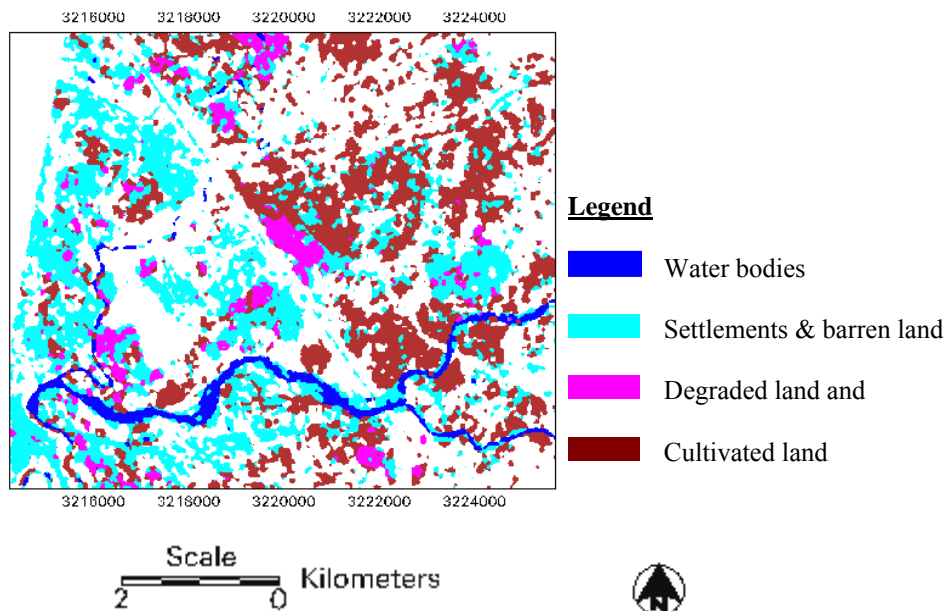 3216000 3218000 3220000 3222000 3224000
Legend
Water bodies
Settlements & barren land
Degraded land and
Cultivated land
3216000 3218000 3220000 3222000 3224000
Scale
2 0 Kilometers
N